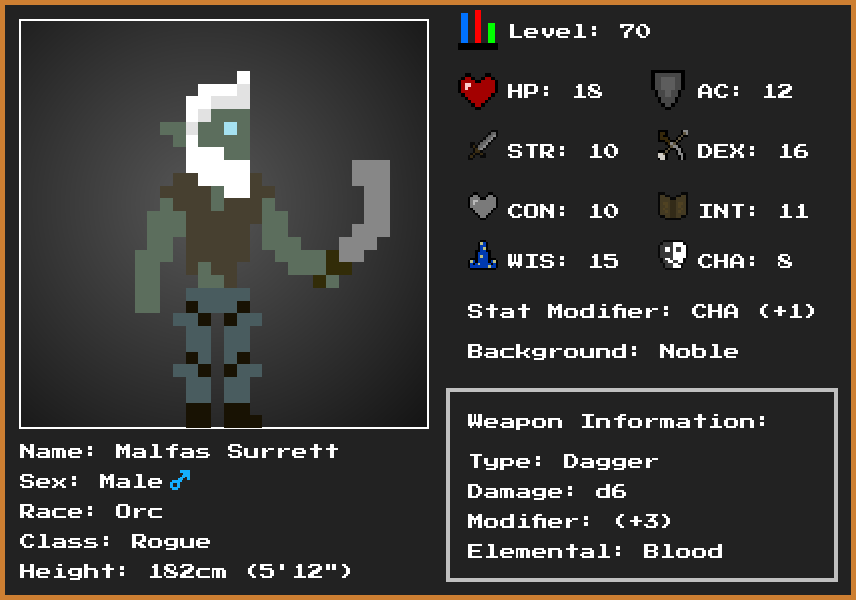 Level: 70
HP: 18
AC: 12
STR: 10
DEX: 16
CON: 10
INT: 11
WIS: 15
CHA: 8
Stat Modifier: CHA (+1)
Background: Noble
Weapon Information:
Type: Dagger
Damage: d6
Modifier: (+3)
Elemental: Blood
Name: Malfas Surrett
Sex: Male♂
Race: Orc
Class: Rogue
Height: 182cm (5'12")